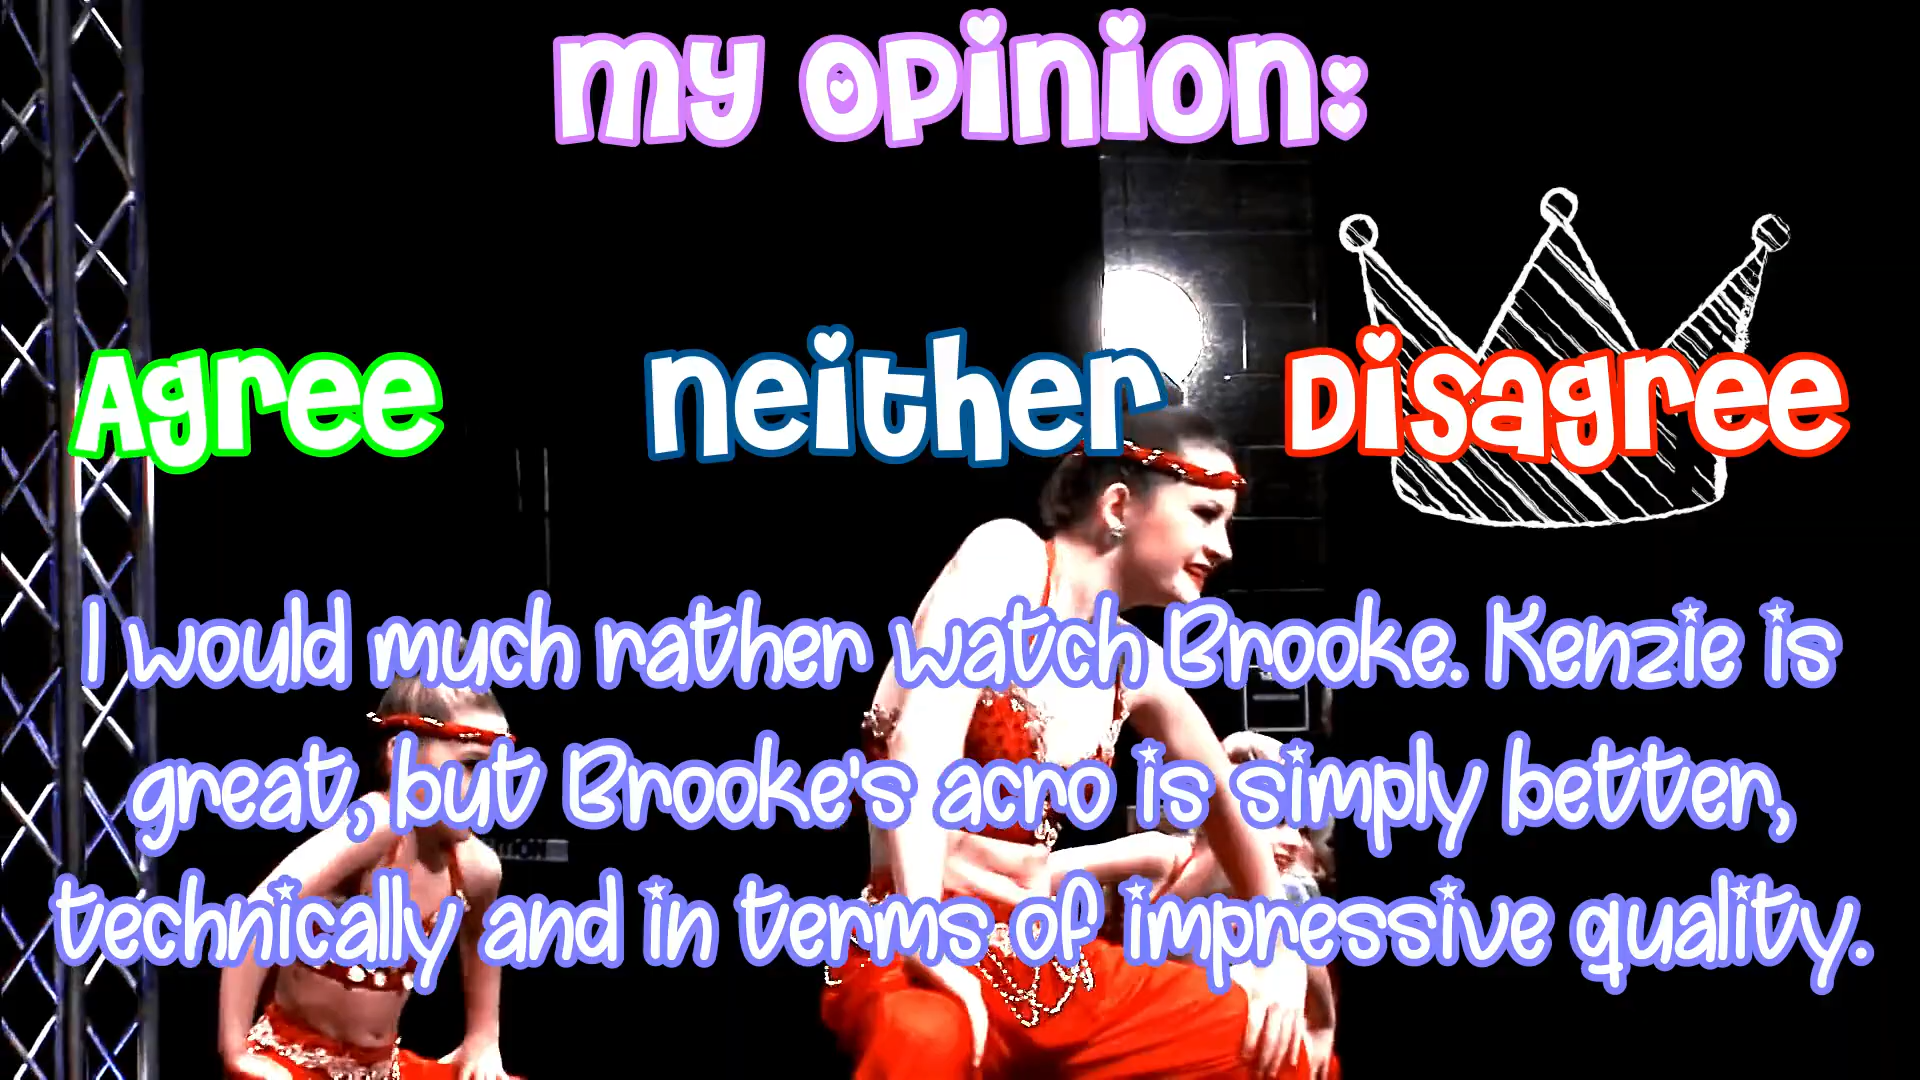 my opinion:
Agree neither Disagree
I would much rather watch Brooke. Kenzie is
great, but Brooke's acro is simply better,
technically and in terms of impressive quality.